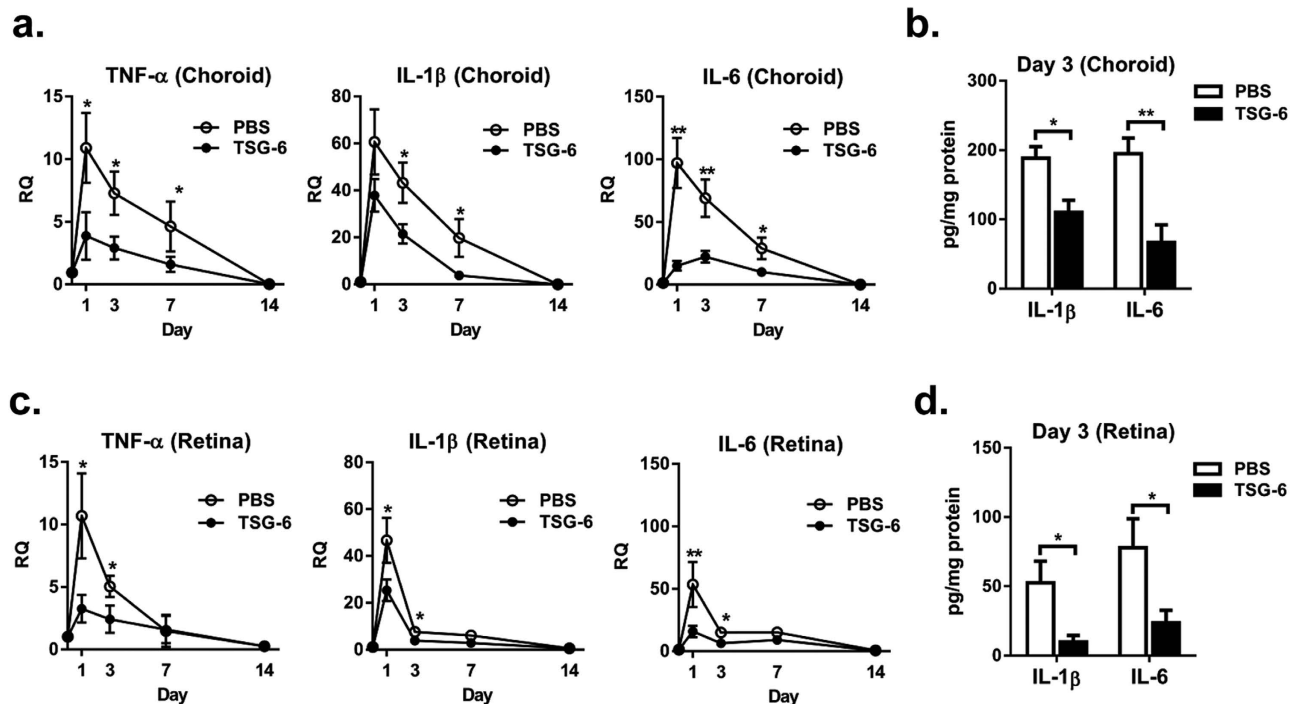 a.
TNF-α (Choroid)
15
10
5
0
RQ
*
*
*
PBS
TSG-6
1 3 7 14
Day
IL-1β (Choroid)
80
60
40
20
0
RQ
*
*
PBS
TSG-6
1 3 7 14
Day
IL-6 (Choroid)
150
100
50
0
RQ
**
**
*
PBS
TSG-6
1 3 7 14
Day
b.
Day 3 (Choroid)
300
200
100
0
pg/mg protein
*
**
PBS
TSG-6
IL-1β IL-6
c.
TNF-α (Retina)
15
10
5
0
RQ
*
*
PBS
TSG-6
1 3 7 14
Day
IL-1β (Retina)
80
60
40
20
0
RQ
*
*
PBS
TSG-6
1 3 7 14
Day
IL-6 (Retina)
150
100
50
0
RQ
**
*
PBS
TSG-6
1 3 7 14
Day
d.
Day 3 (Retina)
150
100
50
0
pg/mg protein
*
*
PBS
TSG-6
IL-1β IL-6